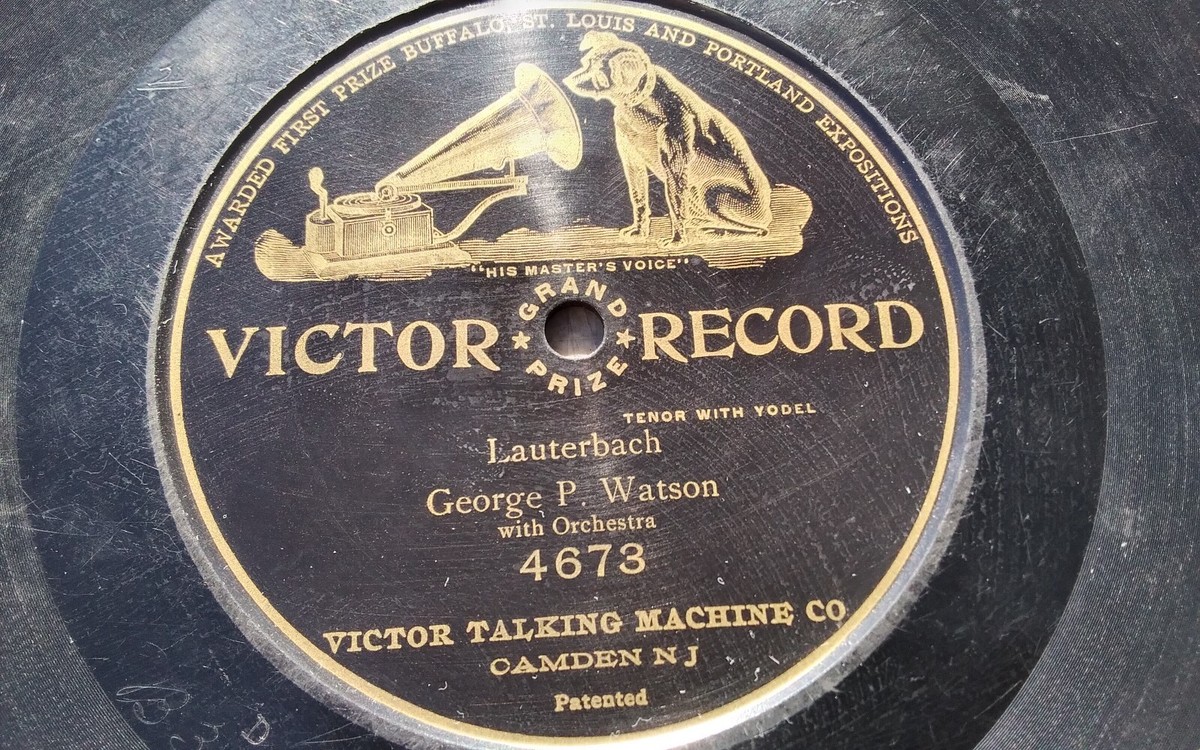 AWARDED FIRST PRIZE BUFFALO, ST. LOUIS AND PORTLAND EXPOSITIONS
"HIS MASTER'S VOICE"
GRAND PRIZE
VICTOR RECORD
TENOR WITH YODEL
Lauterbach
George P. Watson
with Orchestra
4673
VICTOR TALKING MACHINE CO
CAMDEN N J
Patented